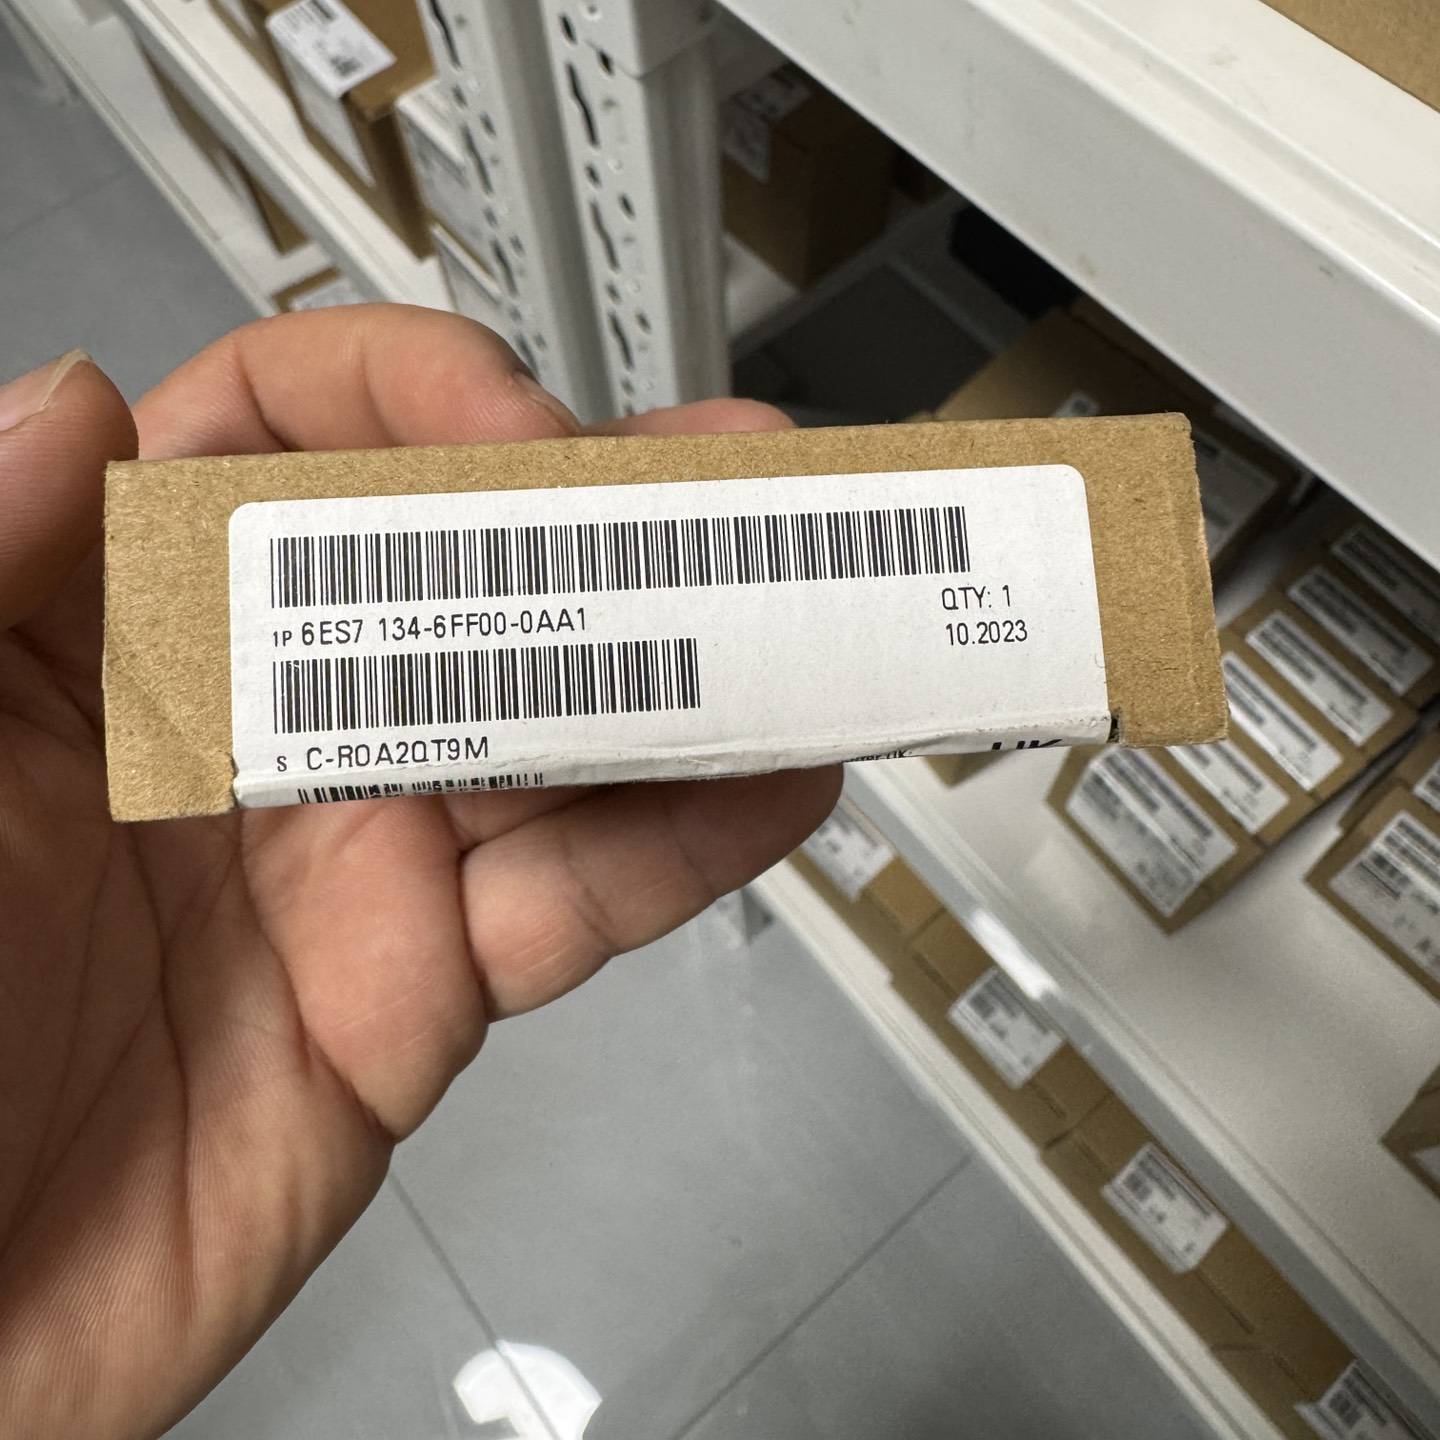 1P 6ES7 134-6FF00-0AA1
QTY: 1
10.2023
S C-R0A2QT9M